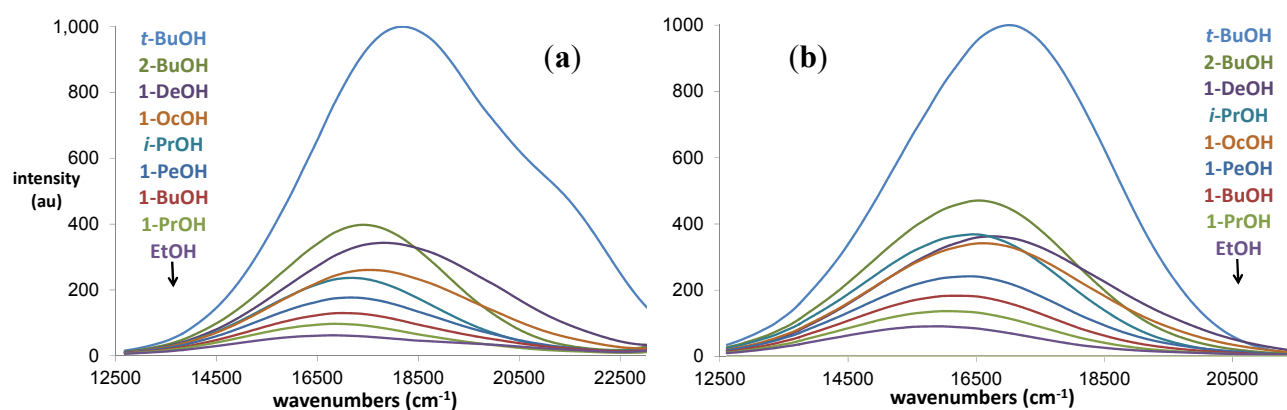 (a)
1,000
800
600
400
200
0
intensity
(au)
t-BuOH
2-BuOH
1-DeOH
1-OcOH
i-PrOH
1-PeOH
1-BuOH
1-PrOH
EtOH
12500 14500 16500 18500 20500 22500
wavenumbers (cm-1)
(b)
1000
800
600
400
200
0
t-BuOH
2-BuOH
1-DeOH
i-PrOH
1-OcOH
1-PeOH
1-BuOH
1-PrOH
EtOH
12500 14500 16500 18500 20500
wavenumbers (cm-1)